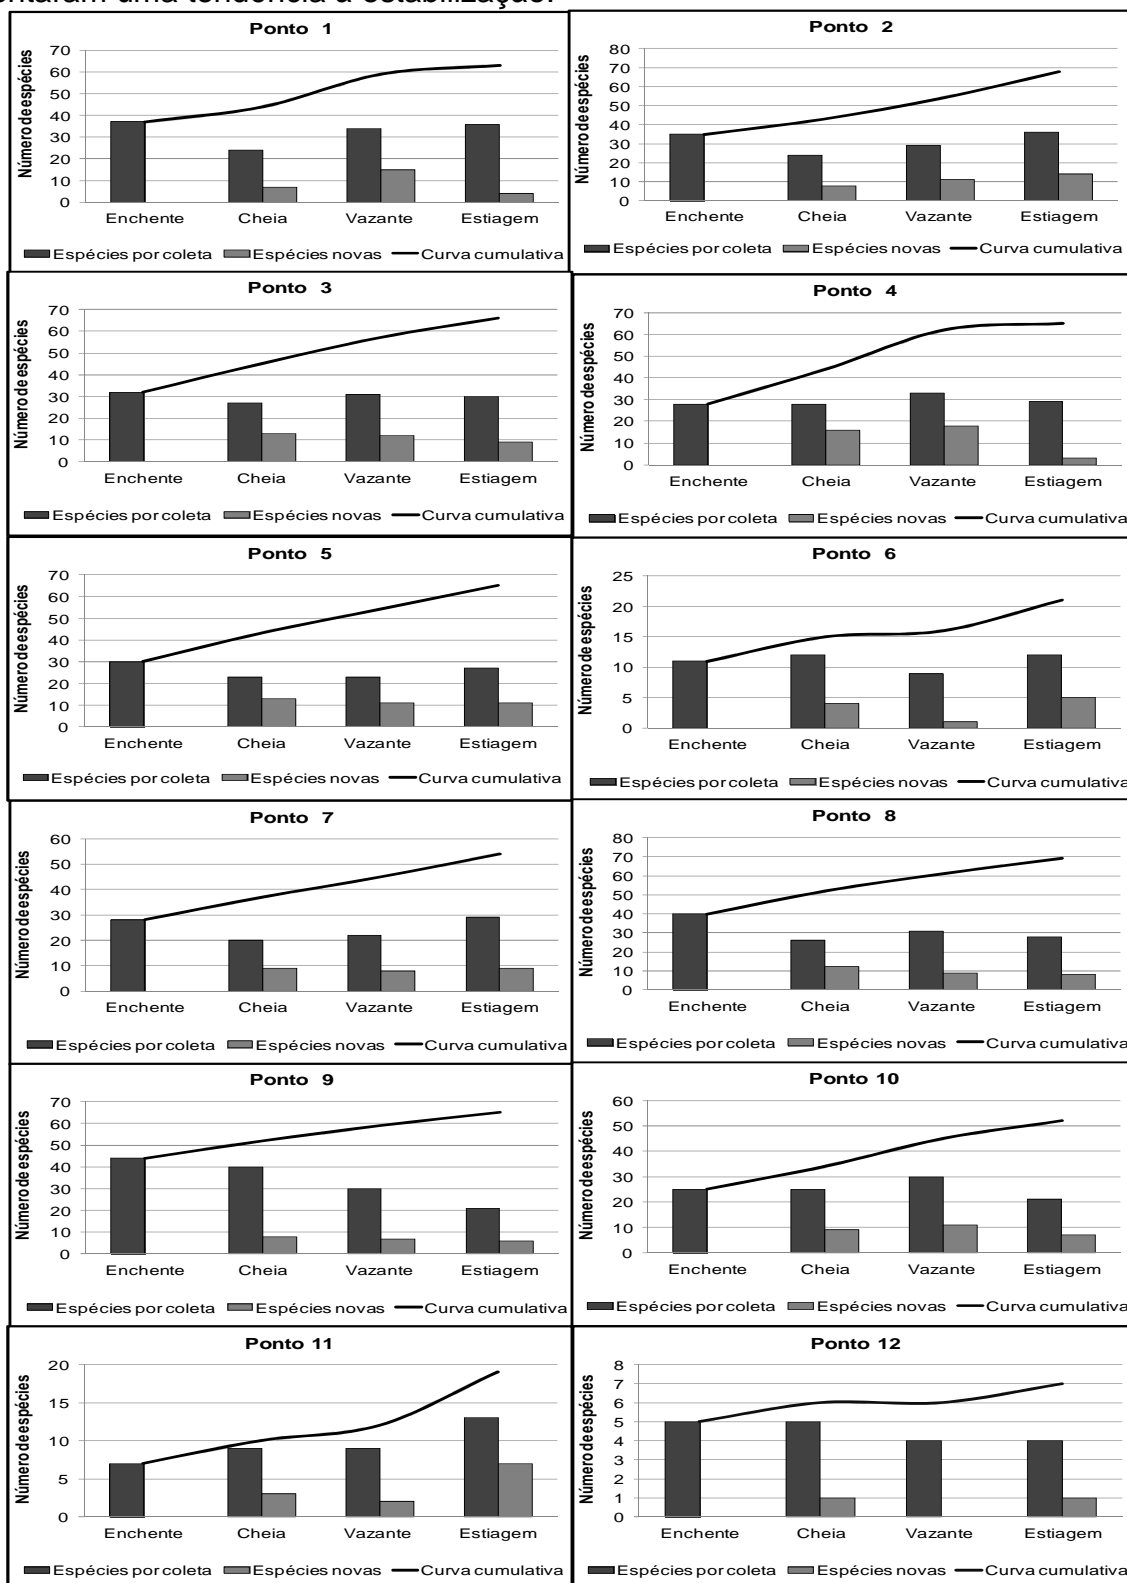 entaram uma tendência à estabilização.
Ponto 1
Número de espécies
70
60
50
40
30
20
10
0
Enchente Cheia Vazante Estiagem
Espécies por coleta Espécies novas Curva cumulativa
Ponto 2
Número de espécies
80
70
60
50
40
30
20
10
0
Enchente Cheia Vazante Estiagem
Espécies por coleta Espécies novas Curva cumulativa
Ponto 3
Número de espécies
70
60
50
40
30
20
10
0
Enchente Cheia Vazante Estiagem
Espécies por coleta Espécies novas Curva cumulativa
Ponto 4
Número de espécies
70
60
50
40
30
20
10
0
Enchente Cheia Vazante Estiagem
Espécies por coleta Espécies novas Curva cumulativa
Ponto 5
Número de espécies
70
60
50
40
30
20
10
0
Enchente Cheia Vazante Estiagem
Espécies por coleta Espécies novas Curva cumulativa
Ponto 6
Número de espécies
25
20
15
10
5
0
Enchente Cheia Vazante Estiagem
Espécies por coleta Espécies novas Curva cumulativa
Ponto 7
Número de espécies
60
50
40
30
20
10
0
Enchente Cheia Vazante Estiagem
Espécies por coleta Espécies novas Curva cumulativa
Ponto 8
Número de espécies
80
70
60
50
40
30
20
10
0
Enchente Cheia Vazante Estiagem
Espécies por coleta Espécies novas Curva cumulativa
Ponto 9
Número de espécies
70
60
50
40
30
20
10
0
Enchente Cheia Vazante Estiagem
Espécies por coleta Espécies novas Curva cumulativa
Ponto 10
Número de espécies
60
50
40
30
20
10
0
Enchente Cheia Vazante Estiagem
Espécies por coleta Espécies novas Curva cumulativa
Ponto 11
Número de espécies
20
15
10
5
0
Enchente Cheia Vazante Estiagem
Espécies por coleta Espécies novas Curva cumulativa
Ponto 12
Número de espécies
8
7
6
5
4
3
2
1
0
Enchente Cheia Vazante Estiagem
Espécies por coleta Espécies novas Curva cumulativa